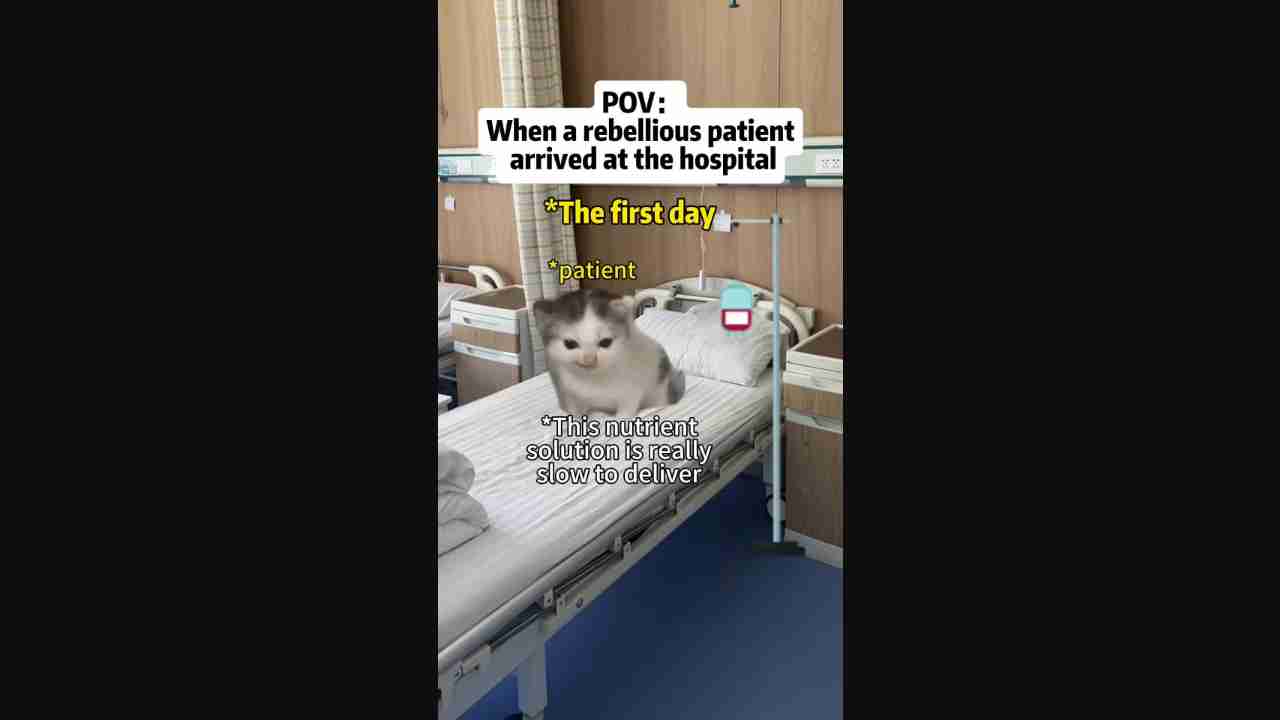 POV:
When a rebellious patient
arrived at the hospital
*The first day
*patient
*This nutrient
solution is really
slow to deliver